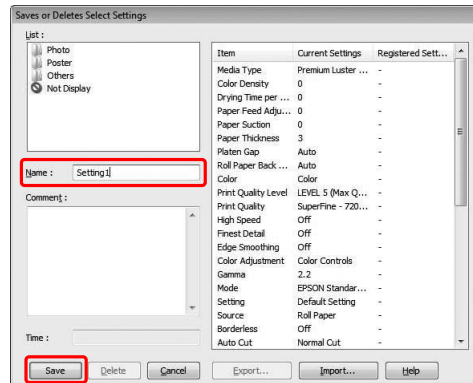 Saves or Deletes Select Settings
List :
Photo
Poster
Others
Not Display
Name :
Setting1
Comment:
Time :
Item Current Settings Registered Sett...
Media Type Premium Luster ... -
Color Density 0 -
Drying Time per ... 0 -
Paper Feed Adju... 0 -
Paper Suction 0 -
Paper Thickness 3 -
Platen Gap Auto -
Roll Paper Back ... Auto -
Color Color -
Print Quality Level LEVEL 5 (Max Q... -
Print Quality SuperFine - 720... -
High Speed Off -
Finest Detail Off -
Edge Smoothing Off -
Color Adjustment Color Controls -
Gamma 2.2 -
Mode EPSON Standar... -
Setting Default Setting -
Source Roll Paper -
Borderless Off -
Auto Cut Normal Cut -
Save Delete Cancel Export... Import... Help